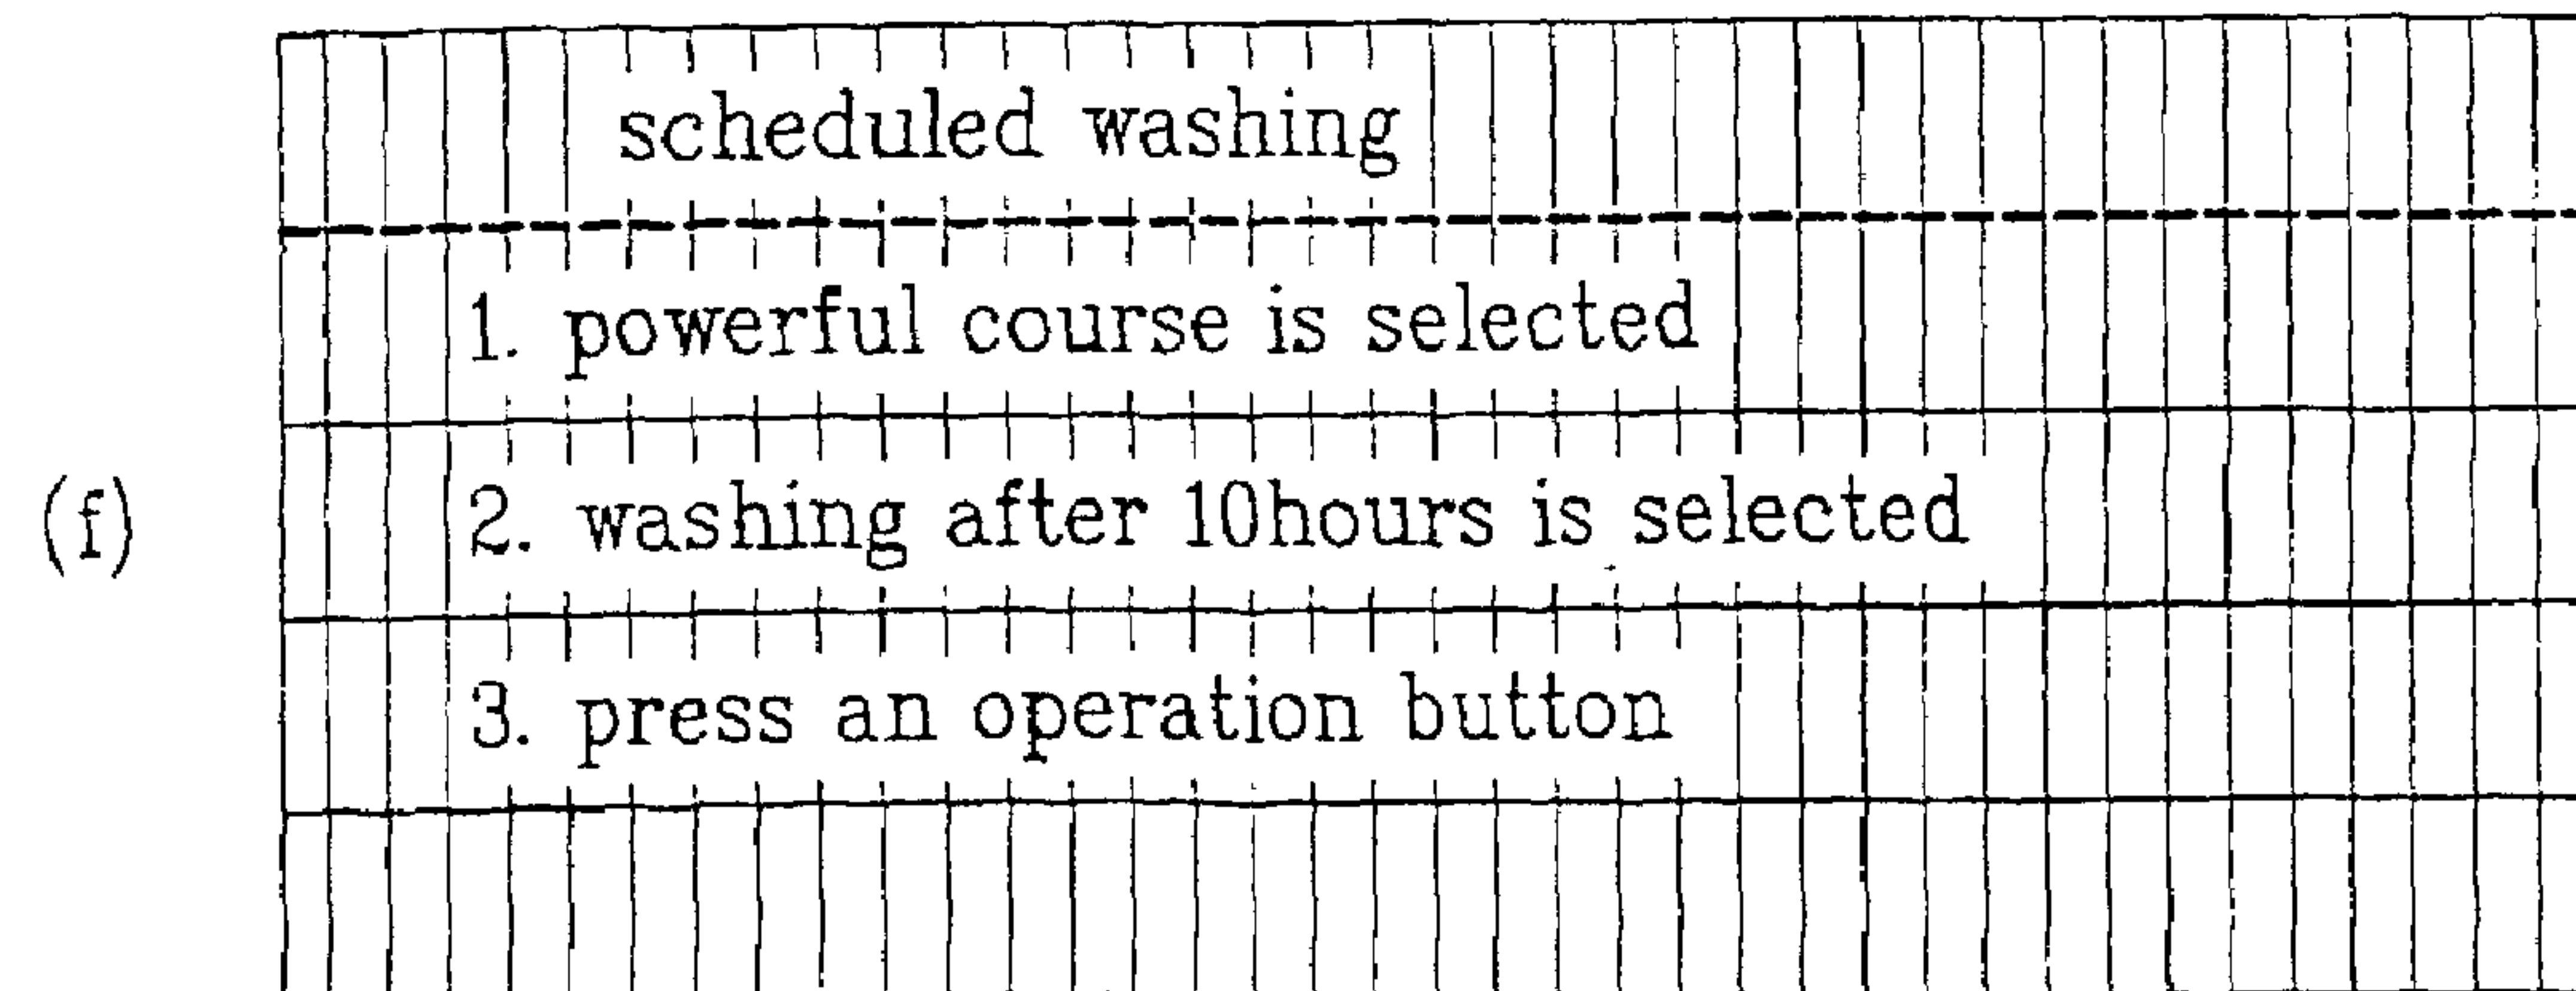 scheduled washing
1. powerful course is selected
(f)
2. washing after 10hours is selected
3. press an operation button